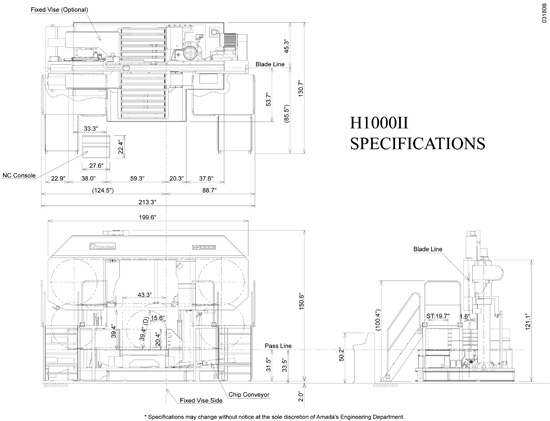 031808
Fixed Vise (Optional)
45.3"
Blade Line
130.7"
53.7"
(85.5")
33.3"
22.4"
27.6"
NC Console
22.9"
38.0"
59.3"
20.3"
37.6"
(124.5")
88.7"
213.3"
H1000II
SPECIFICATIONS
199.6"
43.3"
15.6"
39.4"
39.4" (D)
20.4"
150.6"
Pass Line
31.5"
33.5"
2.0"
Chip Conveyor
Fixed Vise Side
Blade Line
(100.4")
ST:19.7"
1.6"
50.2"
121.1"
* Specifications may change without notice at the sole discretion of Amada's Engineering Department.